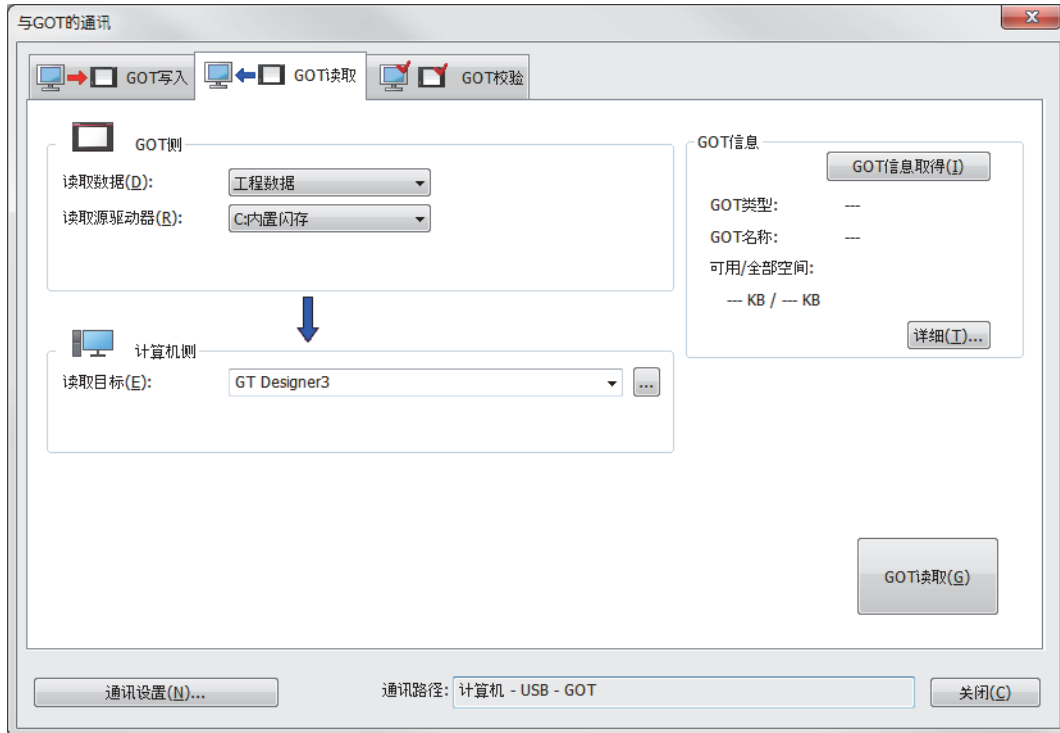 与GOT的通讯
GOT写入
GOT读取
GOT校验
GOT侧
读取数据(D):
工程数据
读取源驱动器(R):
C:内置闪存
GOT信息
GOT信息取得(I)
GOT类型:
---
GOT名称:
---
可用/全部空间:
--- KB / --- KB
详细(T)...
计算机侧
读取目标(E):
GT Designer3
...
GOT读取(G)
通讯设置(N)...
通讯路径:
计算机 - USB - GOT
关闭(C)